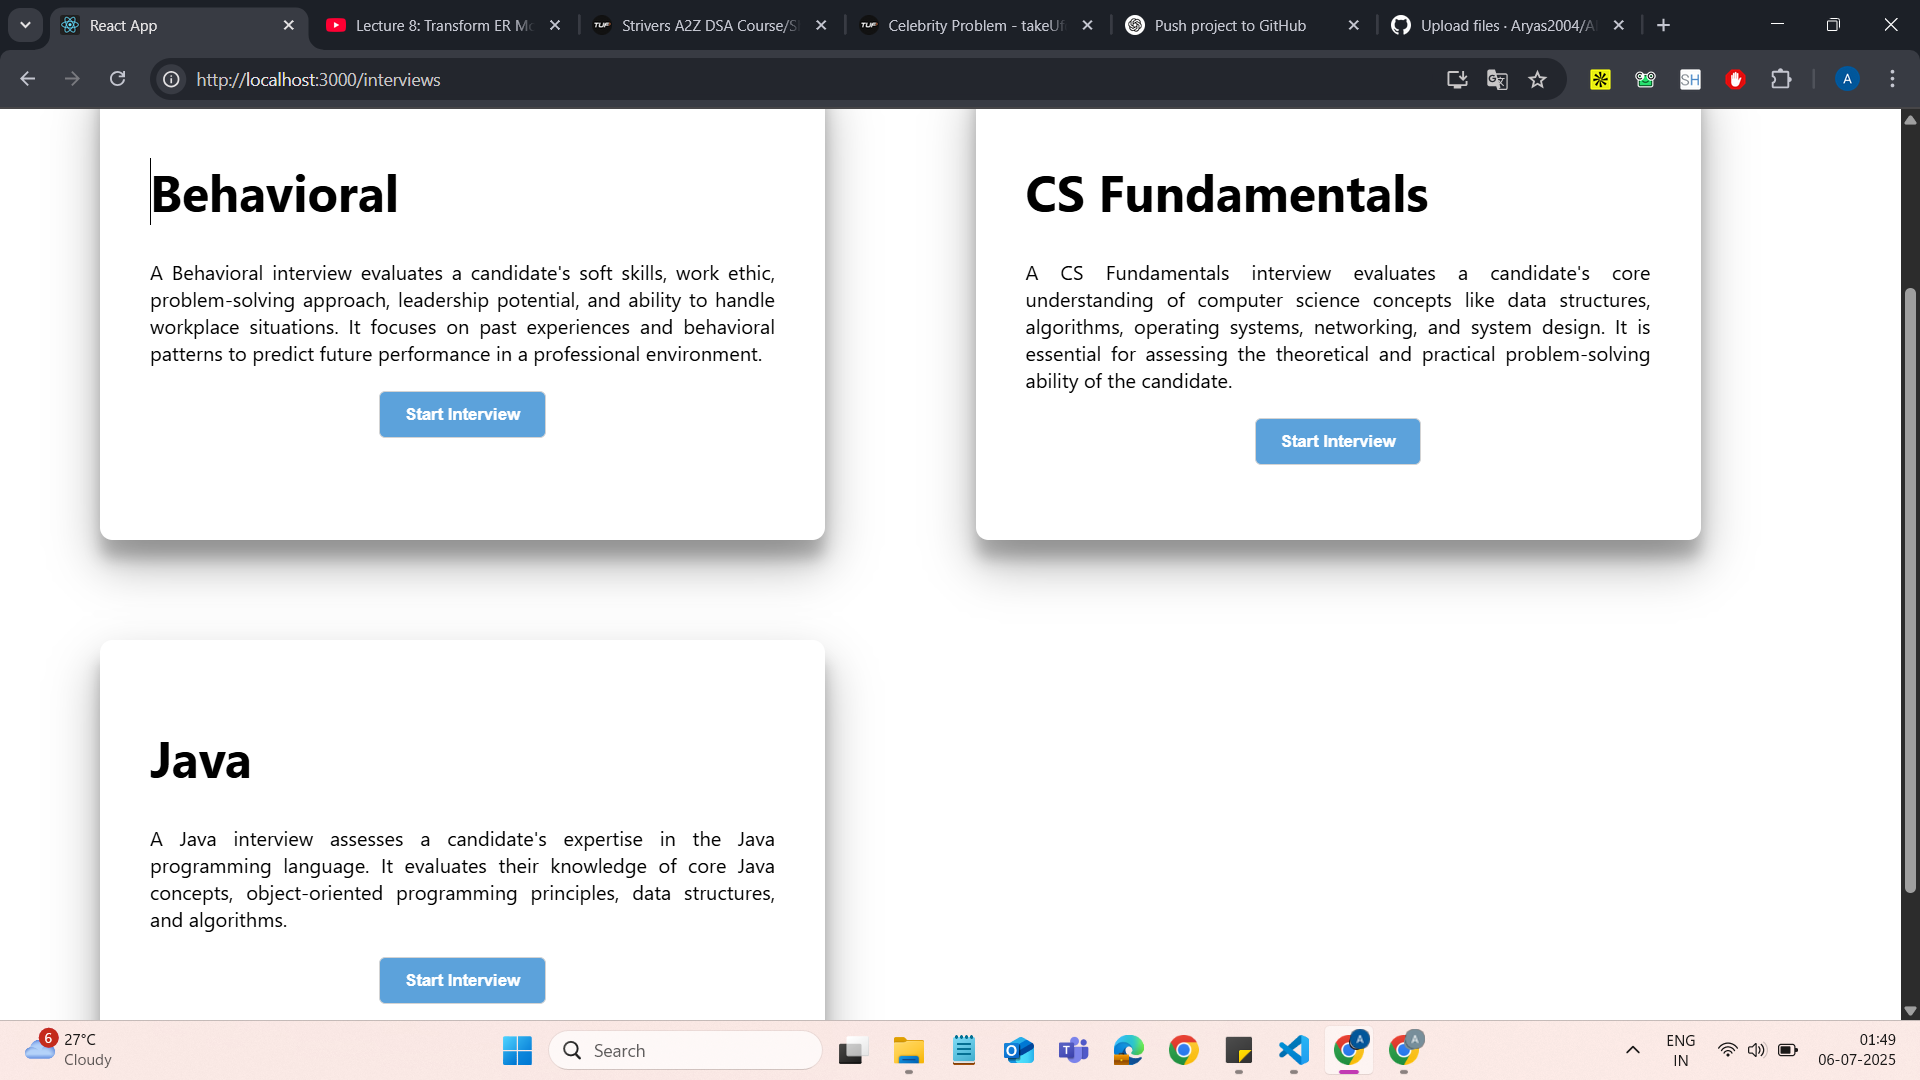 React App
Lecture 8: Transform ER Mo
Strivers A2Z DSA Course/S
Celebrity Problem - takeUf
Push project to GitHub
Upload files · Aryas2004/A
http://localhost:3000/interviews
SH
A
Behavioral
A Behavioral interview evaluates a candidate's soft skills, work ethic,
problem-solving approach, leadership potential, and ability to handle
workplace situations. It focuses on past experiences and behavioral
patterns to predict future performance in a professional environment.
Start Interview
CS Fundamentals
A CS Fundamentals interview evaluates a candidate's core
understanding of computer science concepts like data structures,
algorithms, operating systems, networking, and system design. It is
essential for assessing the theoretical and practical problem-solving
ability of the candidate.
Start Interview
Java
A Java interview assesses a candidate's expertise in the Java
programming language. It evaluates their knowledge of core Java
concepts, object-oriented programming principles, data structures,
and algorithms.
Start Interview
6
27°C
Cloudy
Search
A
A
ENG
IN
01:49
06-07-2025